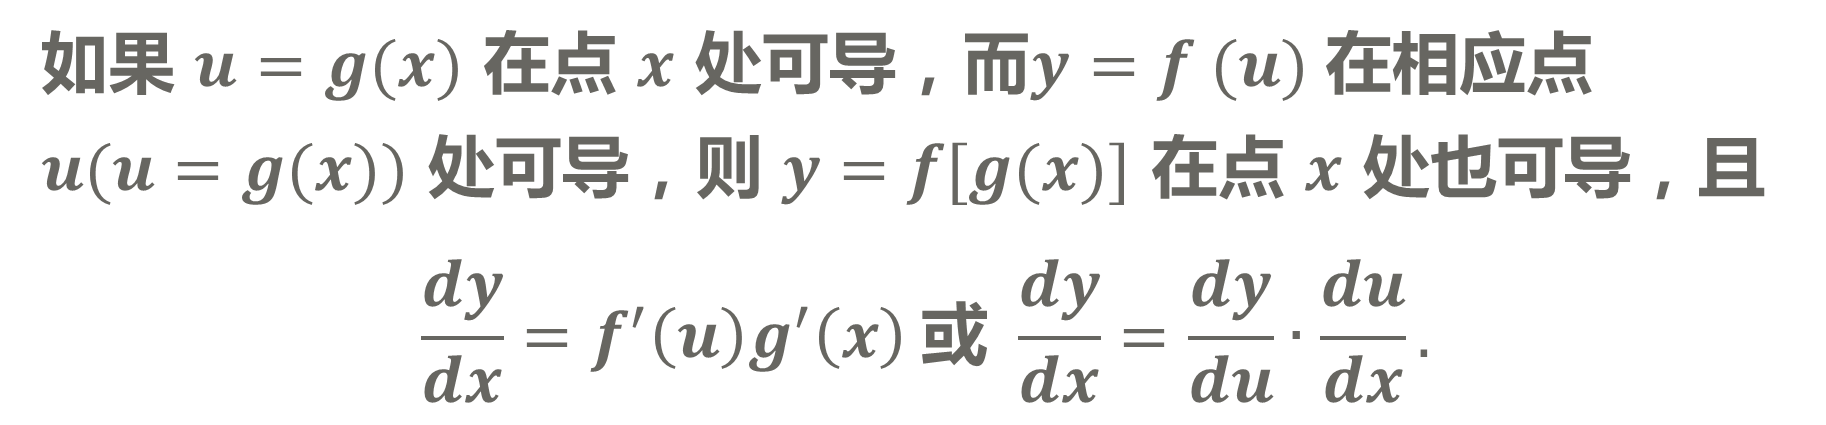 如果 u = g(x) 在点 x 处可导，而y = f (u) 在相应点
u(u = g(x)) 处可导，则 y = f[g(x)] 在点 x 处也可导，且
dy/dx = f′(u)g′(x) 或 dy/dx = dy/du · du/dx .